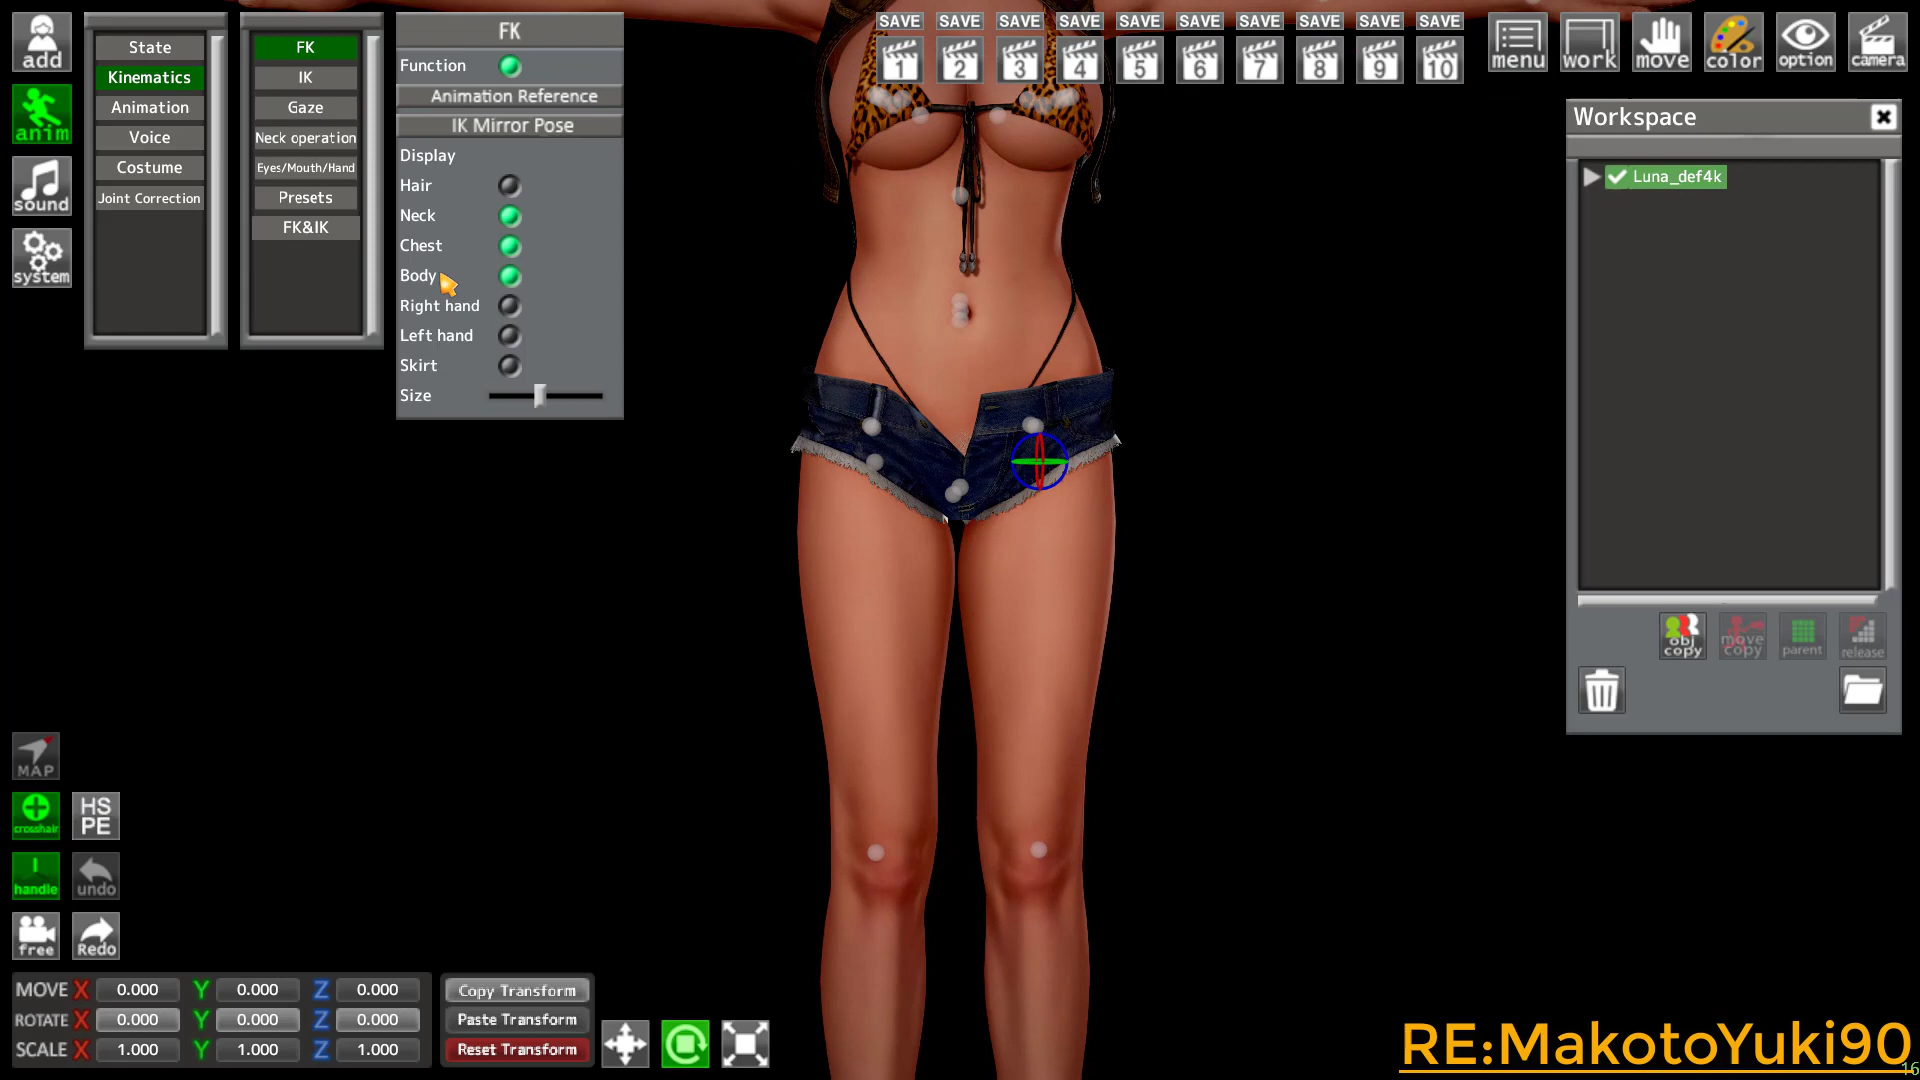 add
anim
sound
system
State
Kinematics
Animation
Voice
Costume
Joint Correction
FK
IK
Gaze
Neck operation
Eyes/Mouth/Hand
Presets
FK&IK
FK
Function
Animation Reference
IK Mirror Pose
Display
Hair
Neck
Chest
Body
Right hand
Left hand
Skirt
Size
SAVE SAVE SAVE SAVE SAVE SAVE SAVE SAVE SAVE SAVE
1 2 3 4 5 6 7 8 9 10
menu work move color option camera
Workspace
Luna_def4k
obj copy
move copy
parent
release
MAP
crosshair
HS PE
handle
undo
free
Redo
MOVE X 0.000 Y 0.000 Z 0.000
ROTATE X 0.000 Y 0.000 Z 0.000
SCALE X 1.000 Y 1.000 Z 1.000
Copy Transform
Paste Transform
Reset Transform
RE:MakotoYuki90
16